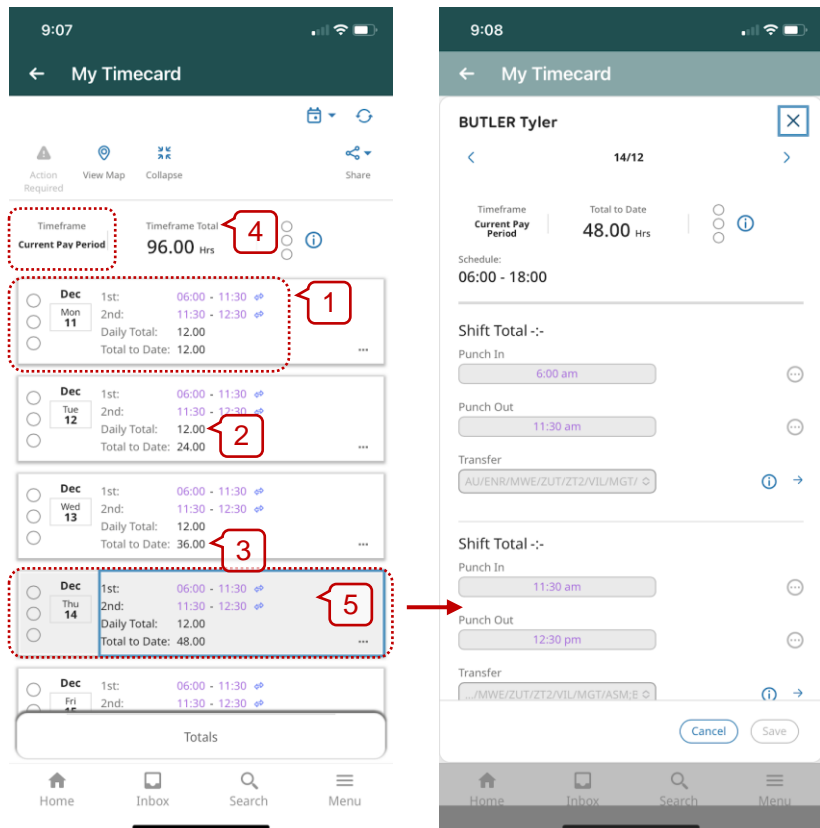 9:07
My Timecard
Action Required
View Map
Collapse
Share
Timeframe
Current Pay Period
Timeframe Total
96.00 Hrs
4
Dec
Mon
11
1st: 06:00 - 11:30
2nd: 11:30 - 12:30
Daily Total: 12.00
Total to Date: 12.00
...
1
Dec
Tue
12
1st: 06:00 - 11:30
2nd: 11:30 - 12:30
Daily Total: 12.00
Total to Date: 24.00
...
2
Dec
Wed
13
1st: 06:00 - 11:30
2nd: 11:30 - 12:30
Daily Total: 12.00
Total to Date: 36.00
...
3
Dec
Thu
14
1st: 06:00 - 11:30
2nd: 11:30 - 12:30
Daily Total: 12.00
Total to Date: 48.00
...
5
Dec
Fri
1st: 06:00 - 11:30
2nd: 11:30 - 12:30
Totals
Home
Inbox
Search
Menu
9:08
My Timecard
BUTLER Tyler
14/12
Timeframe
Current Pay
Period
Total to Date
48.00 Hrs
Schedule:
06:00 - 18:00
Shift Total -:-
Punch In
6:00 am
Punch Out
11:30 am
Transfer
AU/ENR/MWE/ZUT/ZT2/VIL/MGT/
Shift Total -:-
Punch In
11:30 am
Punch Out
12:30 pm
Transfer
.../MWE/ZUT/ZT2/VIL/MGT/ASM;E
Cancel
Save
Home
Inbox
Search
Menu